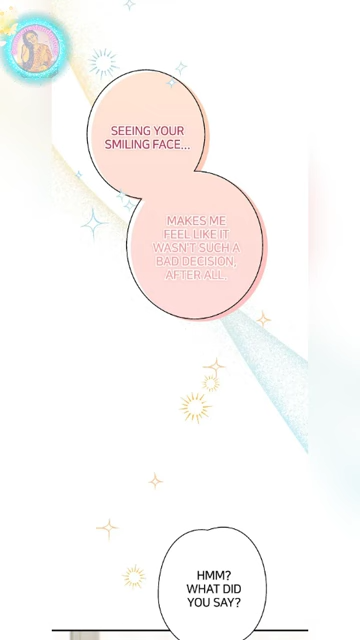 SEEING YOUR
SMILING FACE...
MAKES ME
FEEL LIKE IT
WASN'T SUCH A
BAD DECISION,
AFTER ALL.
HMM?
WHAT DID
YOU SAY?